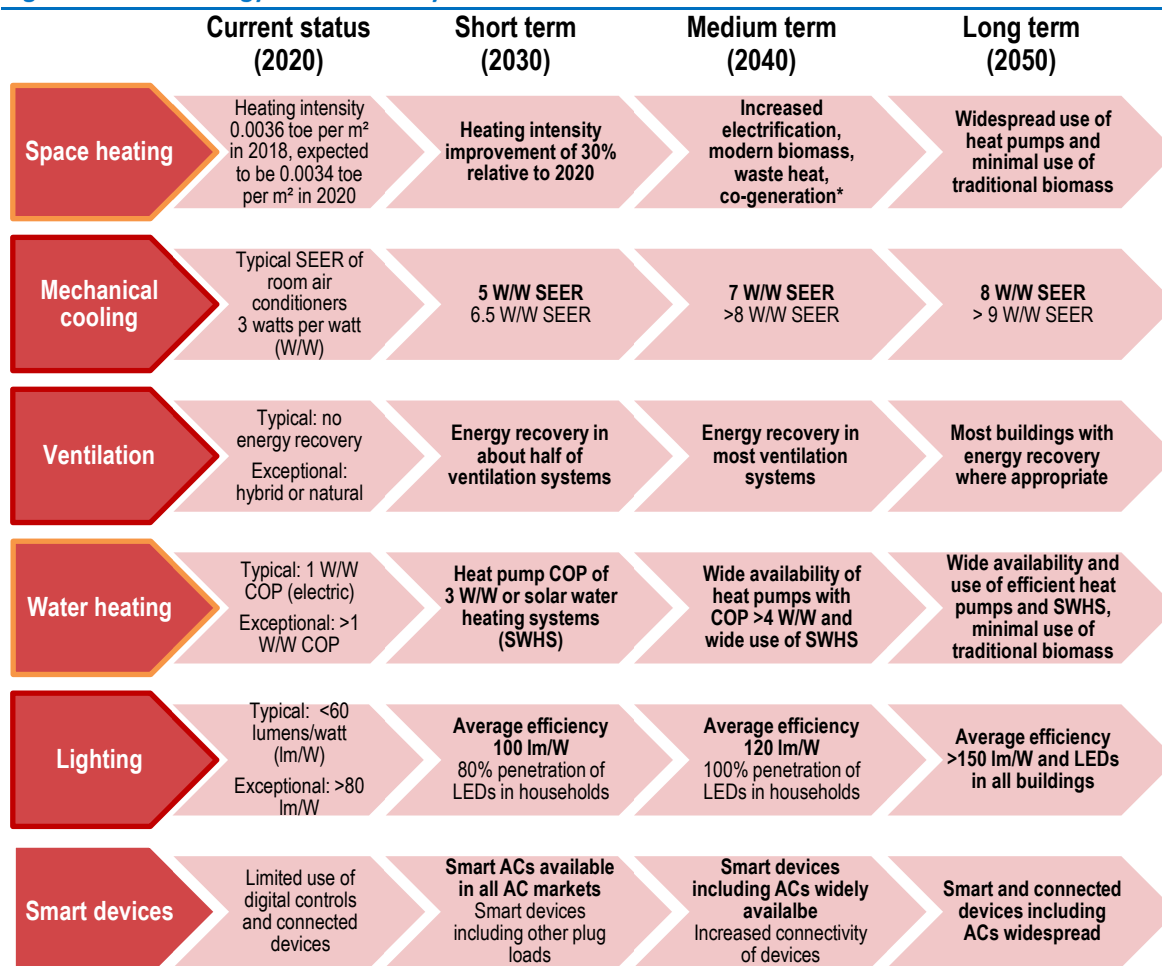 Current status
(2020)
Short term
(2030)
Medium term
(2040)
Long term
(2050)
Space heating
Heating intensity
0.0036 toe per m²
in 2018, expected
to be 0.0034 toe
per m² in 2020
Heating intensity
improvement of 30%
relative to 2020
Increased
electrification,
modern biomass,
waste heat,
co-generation*
Widespread use of
heat pumps and
minimal use of
traditional biomass
Mechanical
cooling
Typical SEER of
room air
conditioners
3 watts per watt
(W/W)
5 W/W SEER
6.5 W/W SEER
7 W/W SEER
>8 W/W SEER
8 W/W SEER
> 9 W/W SEER
Ventilation
Typical: no
energy recovery
Exceptional:
hybrid or natural
Energy recovery in
about half of
ventilation systems
Energy recovery in
most ventilation
systems
Most buildings with
energy recovery
where appropriate
Water heating
Typical: 1 W/W
COP (electric)
Exceptional: >1
W/W COP
Heat pump COP of
3 W/W or solar water
heating systems
(SWHS)
Wide availability of
heat pumps with
COP >4 W/W and
wide use of SWHS
Wide availability and
use of efficient heat
pumps and SWHS,
minimal use of
traditional biomass
Lighting
Typical: <60
lumens/watt
(lm/W)
Exceptional: >80
lm/W
Average efficiency
100 lm/W
80% penetration of
LEDs in households
Average efficiency
120 lm/W
100% penetration of
LEDs in households
Average efficiency
>150 lm/W and LEDs
in all buildings
Smart devices
Limited use of
digital controls
and connected
devices
Smart ACs available
in all AC markets
Smart devices
including other plug
loads
Smart devices
including ACs widely
availalbe
Increased connectivity
of devices
Smart and connected
devices including
ACs widespread